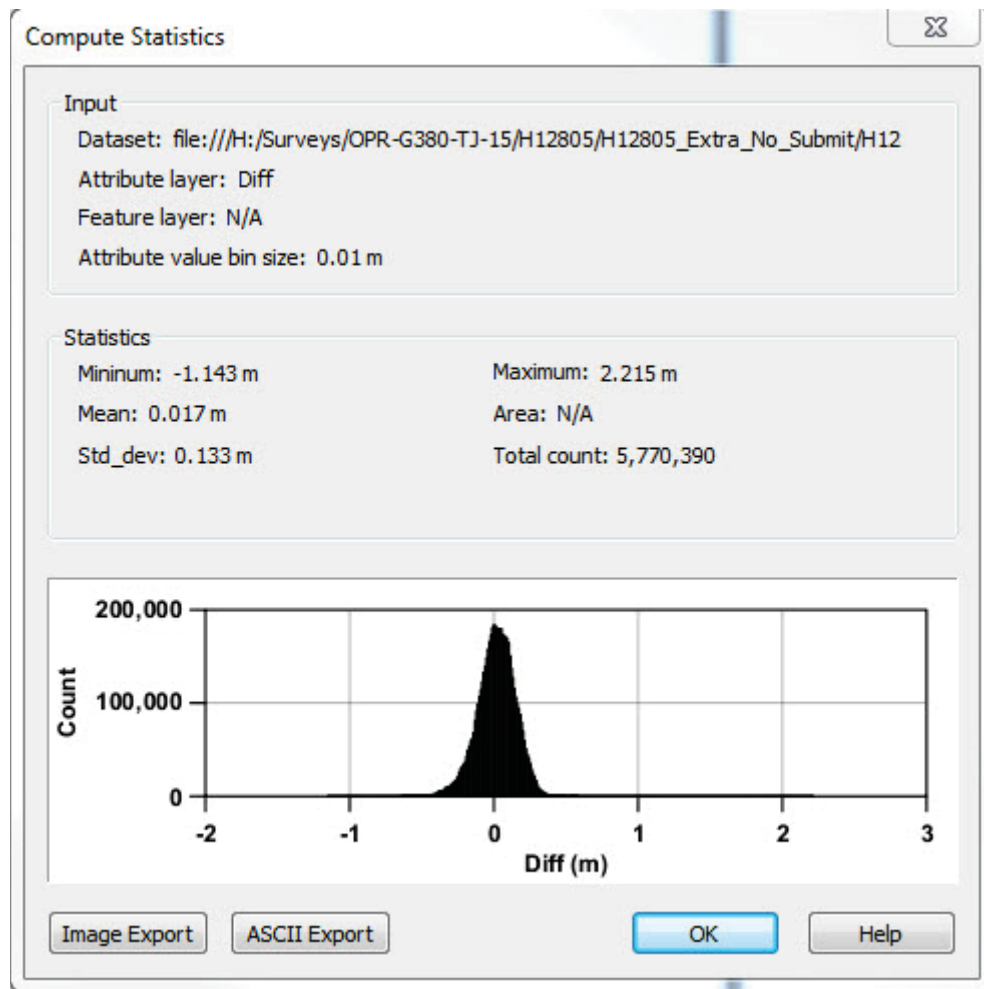 Compute Statistics
Input
Dataset: file:///H:/Surveys/OPR-G380-TJ-15/H12805/H12805_Extra_No_Submit/H12
Attribute layer: Diff
Feature layer: N/A
Attribute value bin size: 0.01 m
Statistics
Mininum: -1.143 m Maximum: 2.215 m
Mean: 0.017 m Area: N/A
Std_dev: 0.133 m Total count: 5,770,390
200,000
Count
100,000
0
-2 -1 0 1 2 3
Diff (m)
Image Export ASCII Export OK Help